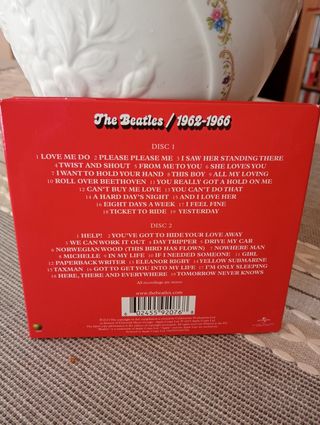 The Beatles / 1962-1966
DISC 1
1 LOVE ME DO 2 PLEASE PLEASE ME 3 I SAW HER STANDING THERE
4 TWIST AND SHOUT 5 FROM ME TO YOU 6 SHE LOVES YOU
7 I WANT TO HOLD YOUR HAND 8 THIS BOY 9 ALL MY LOVING
10 ROLL OVER BEETHOVEN 11 YOU REALLY GOT A HOLD ON ME
12 CAN'T BUY ME LOVE 13 YOU CAN'T DO THAT
14 A HARD DAY'S NIGHT 15 AND I LOVE HER
16 EIGHT DAYS A WEEK 17 I FEEL FINE
18 TICKET TO RIDE 19 YESTERDAY
DISC 2
1 HELP! 2 YOU'VE GOT TO HIDE YOUR LOVE AWAY
3 WE CAN WORK IT OUT 4 DAY TRIPPER 5 DRIVE MY CAR
6 NORWEGIAN WOOD (THIS BIRD HAS FLOWN) 7 NOWHERE MAN
8 MICHELLE 9 IN MY LIFE 10 IF I NEEDED SOMEONE 11 GIRL
12 PAPERBACK WRITER 13 ELEANOR RIGBY 14 YELLOW SUBMARINE
15 TAXMAN 16 GOT TO GET YOU INTO MY LIFE 17 I'M ONLY SLEEPING
18 HERE, THERE AND EVERYWHERE 19 TOMORROW NEVER KNOWS
All recordings are stereo.
www.thebeatles.com